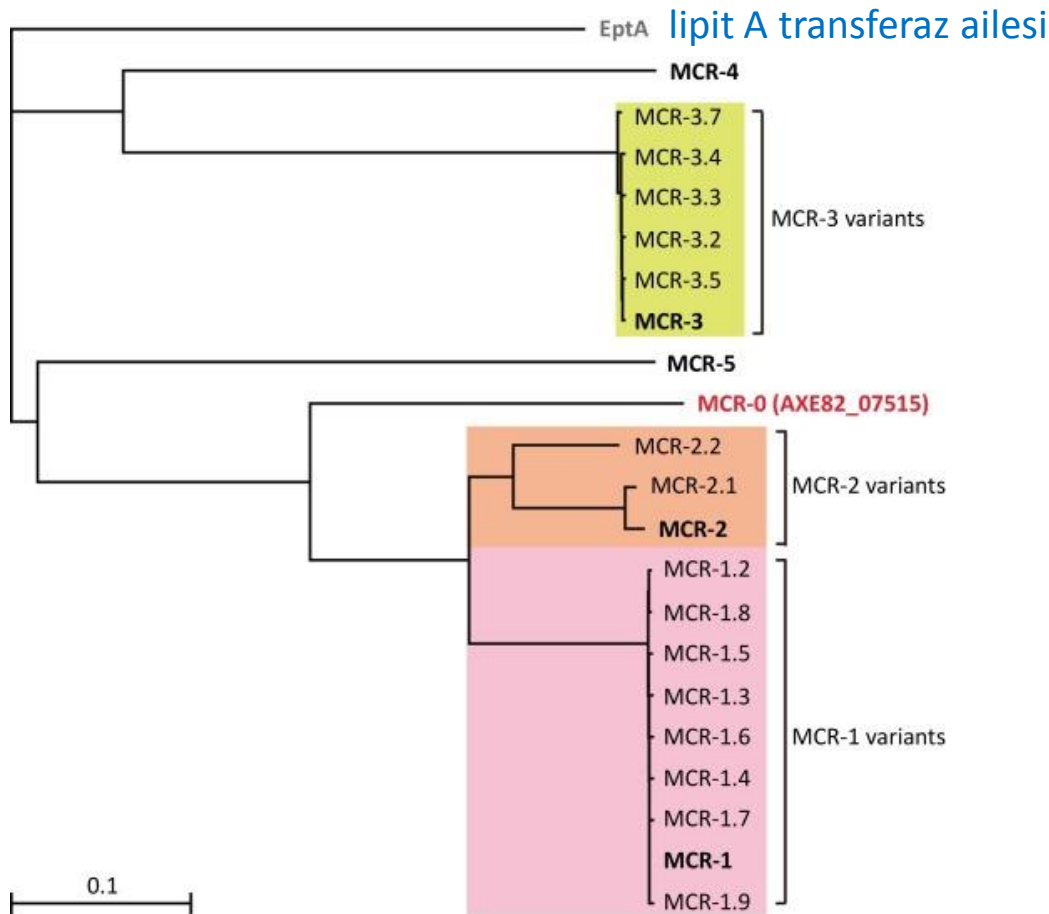 EptA lipit A transferaz ailesi
MCR-4
MCR-3.7
MCR-3.4
MCR-3.3
MCR-3.2
MCR-3.5
MCR-3
MCR-3 variants
MCR-5
MCR-0 (AXE82_07515)
MCR-2.2
MCR-2.1
MCR-2
MCR-2 variants
MCR-1.2
MCR-1.8
MCR-1.5
MCR-1.3
MCR-1.6
MCR-1.4
MCR-1.7
MCR-1
MCR-1.9
MCR-1 variants
0.1